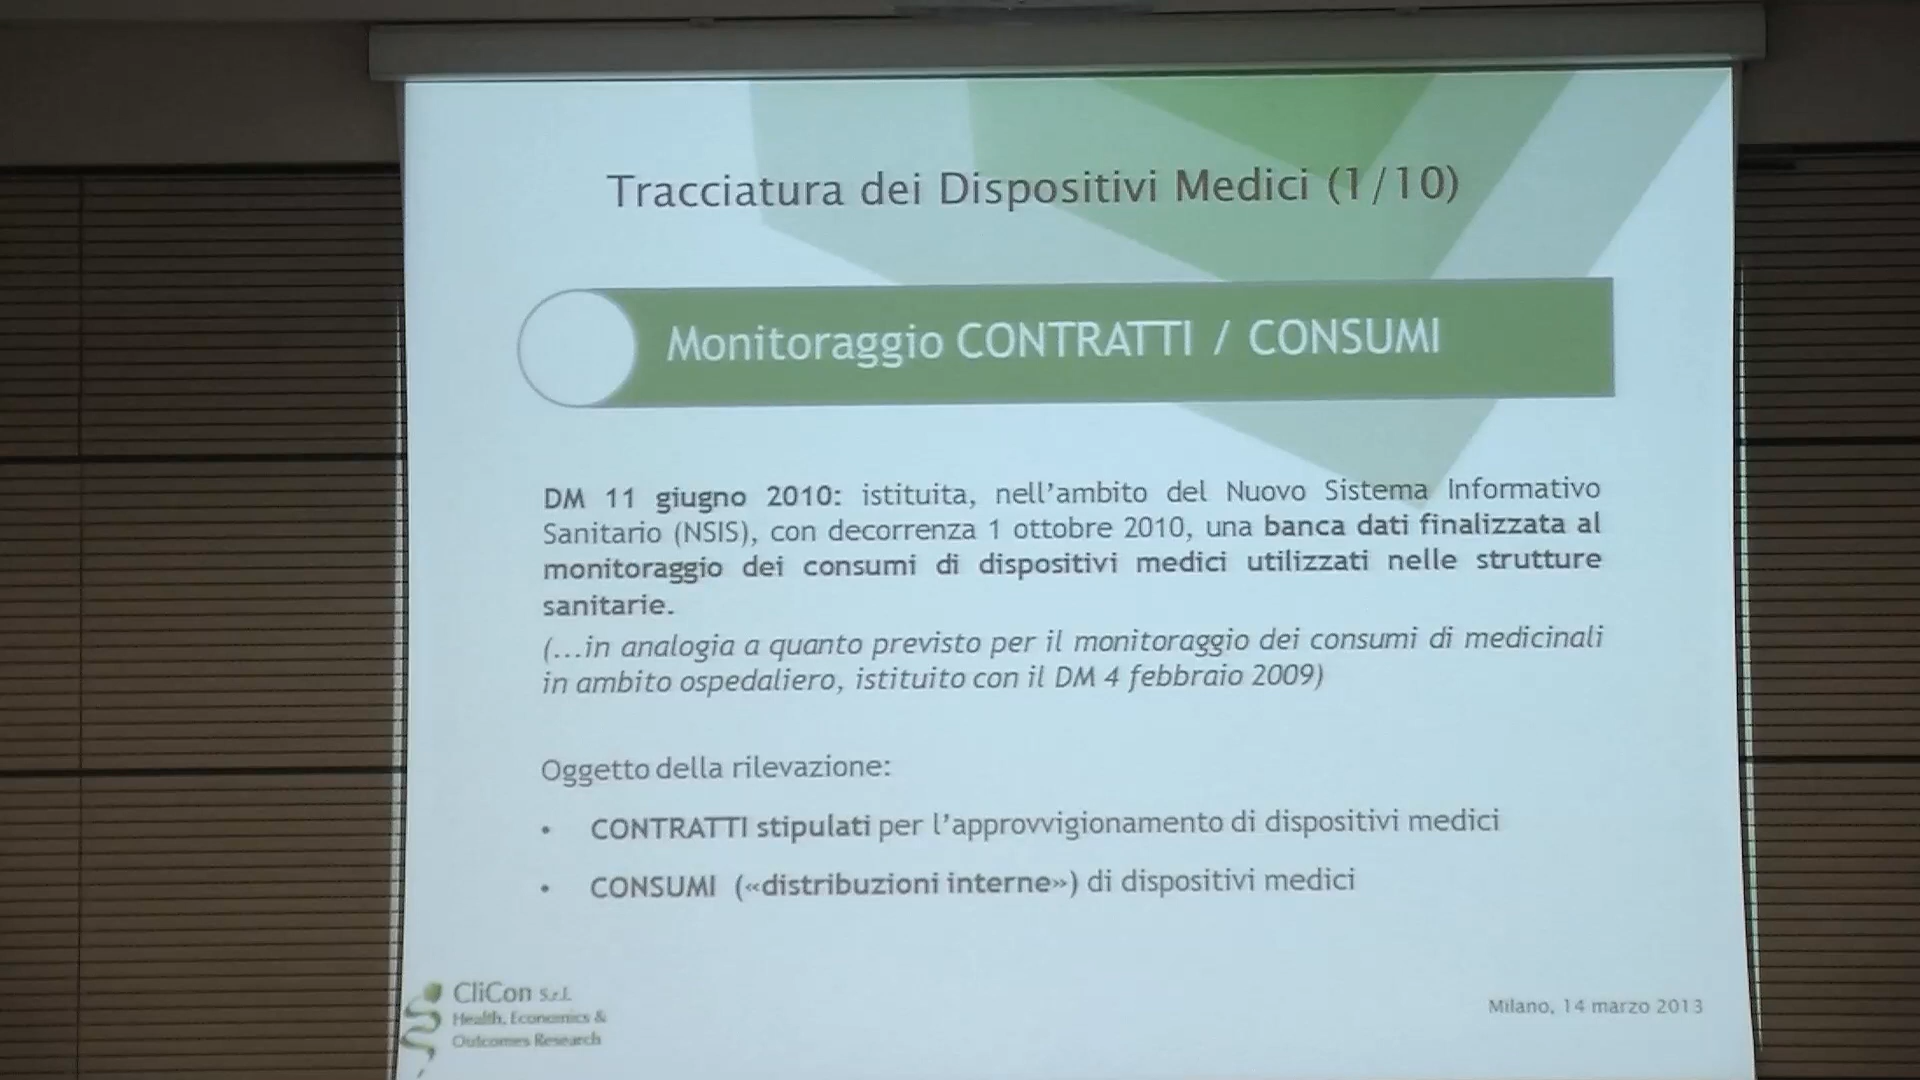 Tracciatura dei Dispositivi Medici (1/10)
Monitoraggio CONTRATTI / CONSUMI
DM 11 giugno 2010: istituita, nell'ambito del Nuovo Sistema Informativo
Sanitario (NSIS), con decorrenza 1 ottobre 2010, una banca dati finalizzata al
monitoraggio dei consumi di dispositivi medici utilizzati nelle strutture
sanitarie.
(...in analogia a quanto previsto per il monitoraggio dei consumi di medicinali
in ambito ospedaliero, istituito con il DM 4 febbraio 2009)
Oggetto della rilevazione:
• CONTRATTI stipulati per l'approvvigionamento di dispositivi medici
• CONSUMI («distribuzioni interne») di dispositivi medici
CliCon S.r.l.
Health, Economics &
Outcomes Research
Milano, 14 marzo 2013